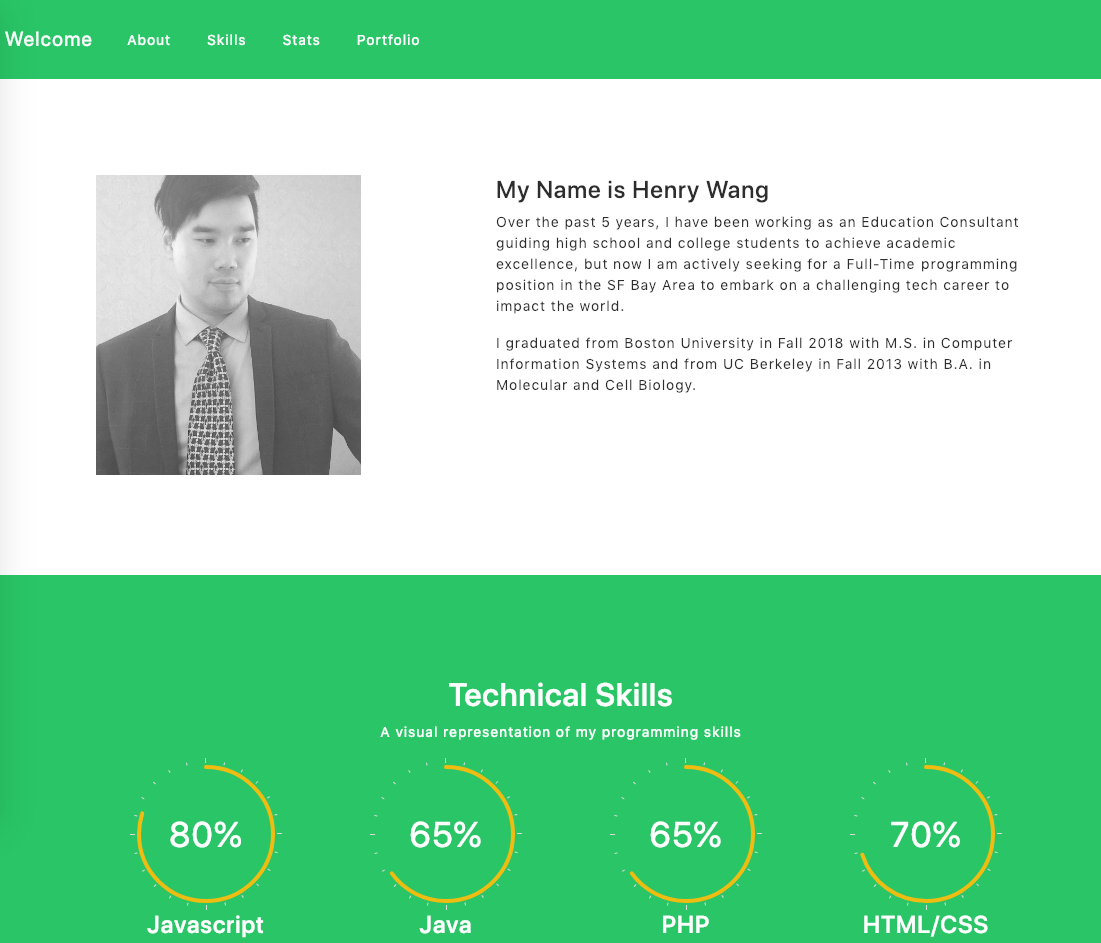 Welcome About Skills Stats Portfolio
My Name is Henry Wang
Over the past 5 years, I have been working as an Education Consultant
guiding high school and college students to achieve academic
excellence, but now I am actively seeking for a Full-Time programming
position in the SF Bay Area to embark on a challenging tech career to
impact the world.
I graduated from Boston University in Fall 2018 with M.S. in Computer
Information Systems and from UC Berkeley in Fall 2013 with B.A. in
Molecular and Cell Biology.
Technical Skills
A visual representation of my programming skills
80% 65% 65% 70%
Javascript Java PHP HTML/CSS